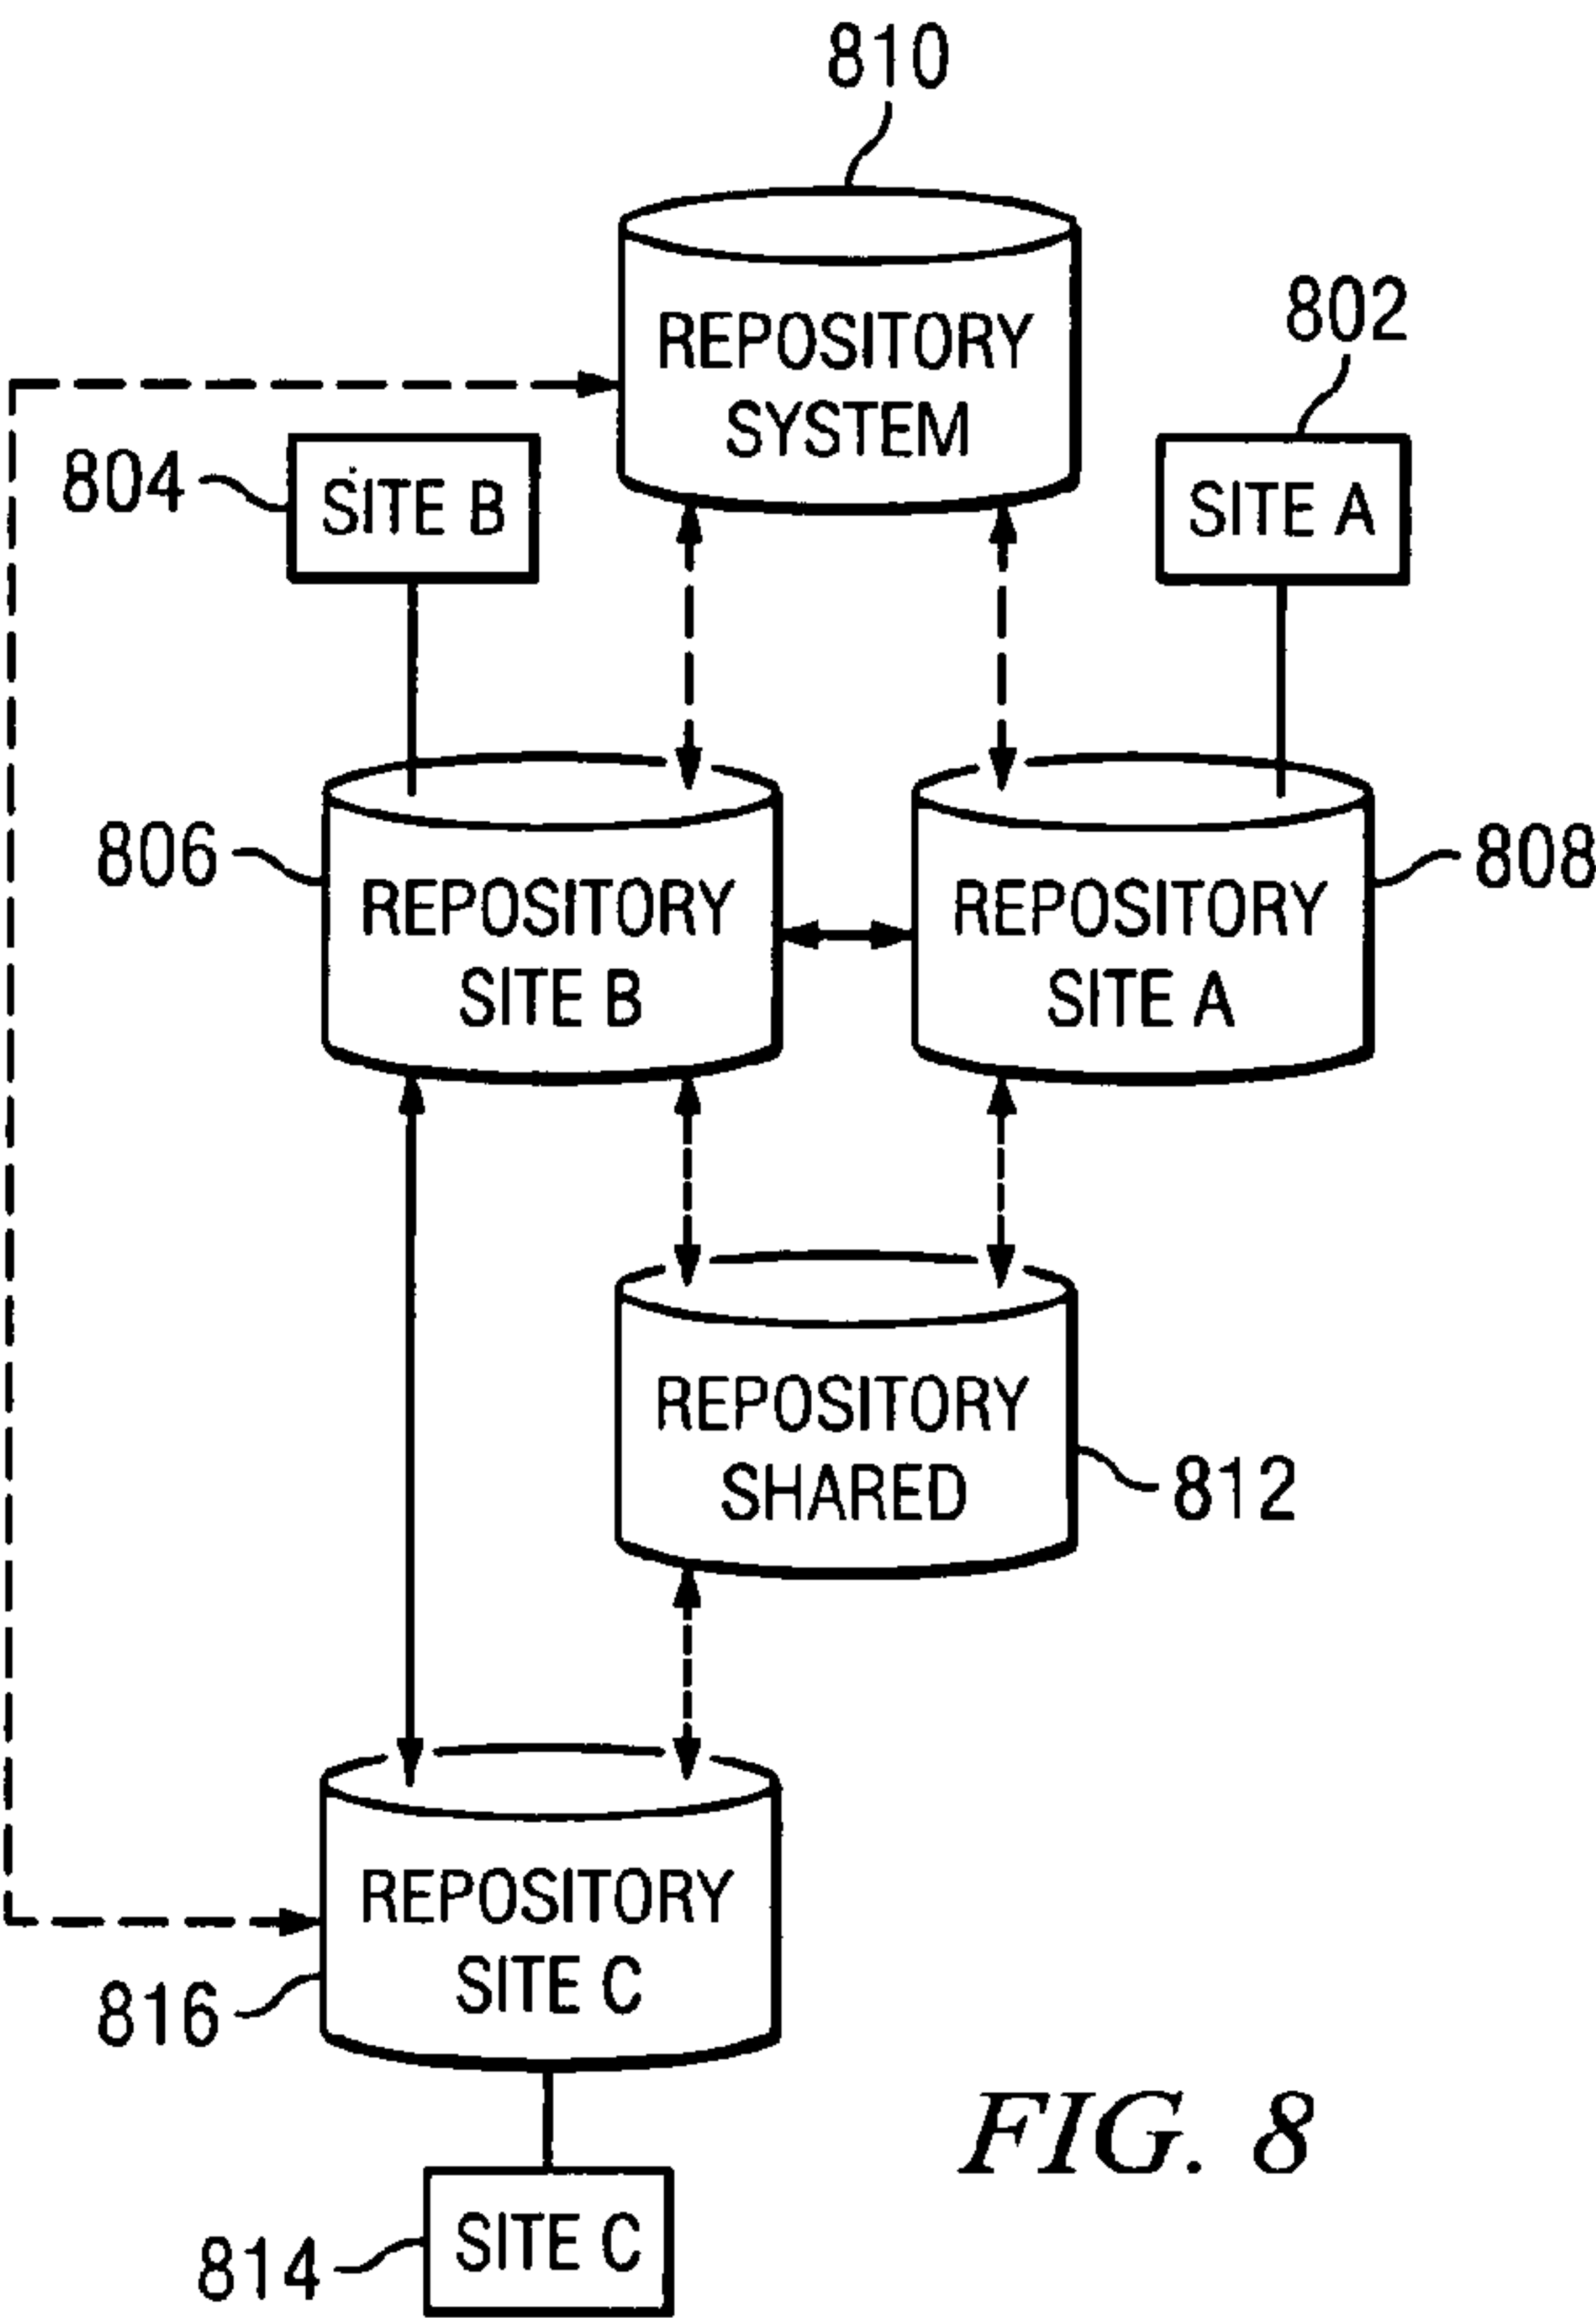 810
REPOSITORY
SYSTEM
802
804
SITE B
SITE A
806
REPOSITORY
SITE B
REPOSITORY
SITE A
808
REPOSITORY
SHARED
812
REPOSITORY
SITE C
816
FIG. 8
SITE C
814